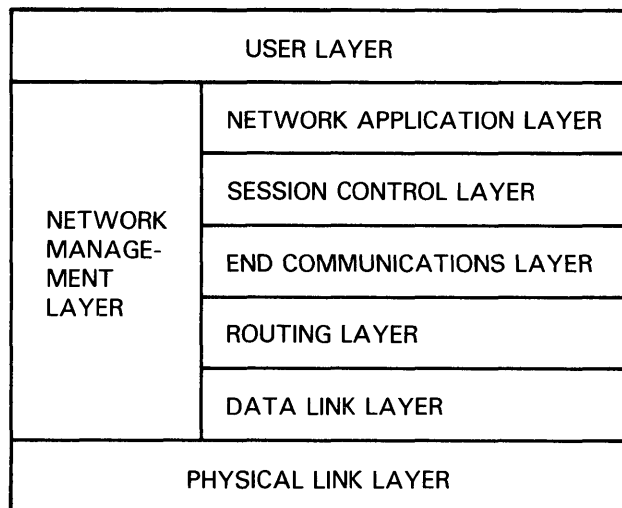 USER LAYER
NETWORK
MANAGE-
MENT
LAYER
NETWORK APPLICATION LAYER
SESSION CONTROL LAYER
END COMMUNICATIONS LAYER
ROUTING LAYER
DATA LINK LAYER
PHYSICAL LINK LAYER